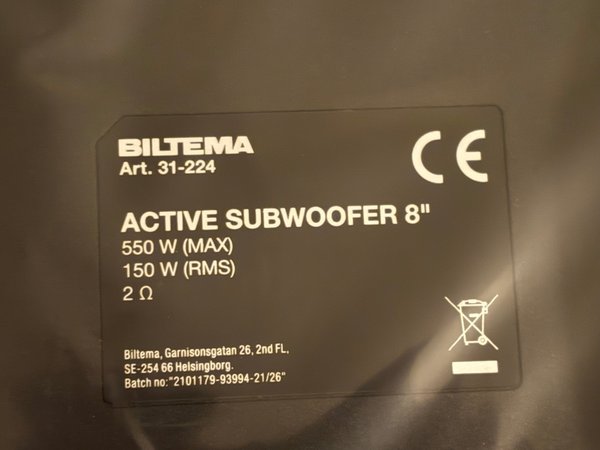 BILTEMA
Art. 31-224
CE
ACTIVE SUBWOOFER 8"
550 W (MAX)
150 W (RMS)
2 Ω
Biltema, Garnisonsgatan 26, 2nd FL,
SE-254 66 Helsingborg.
Batch no:"2101179-93994-21/26"